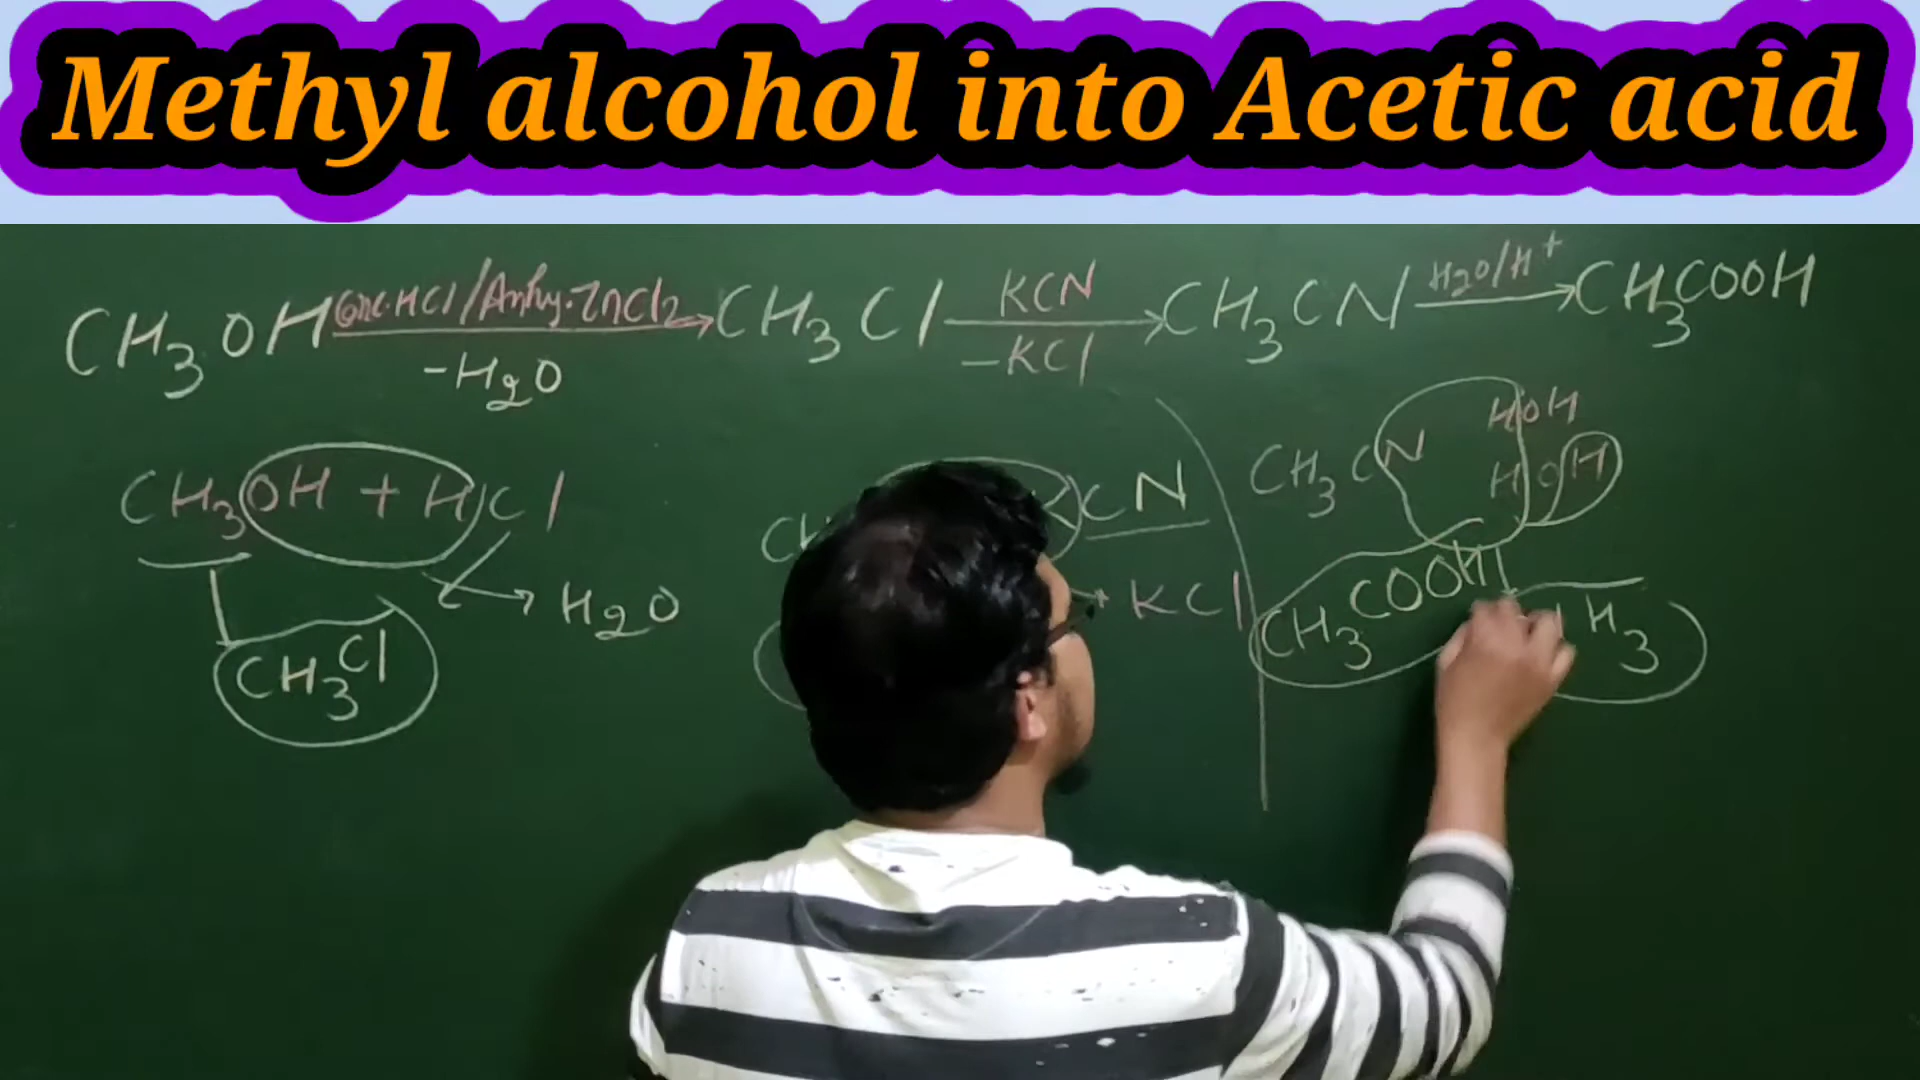 Methyl alcohol into Acetic acid
CH3OH Conc.HCl/Anhy.ZnCl2 CH3Cl KCN CH3CN H2O/H+ CH3COOH
-H2O -KCl
CH3OH + HCl
H2O
CH3Cl
CN
KCl
CH3CN HOH
HOH
CH3COOH
H3